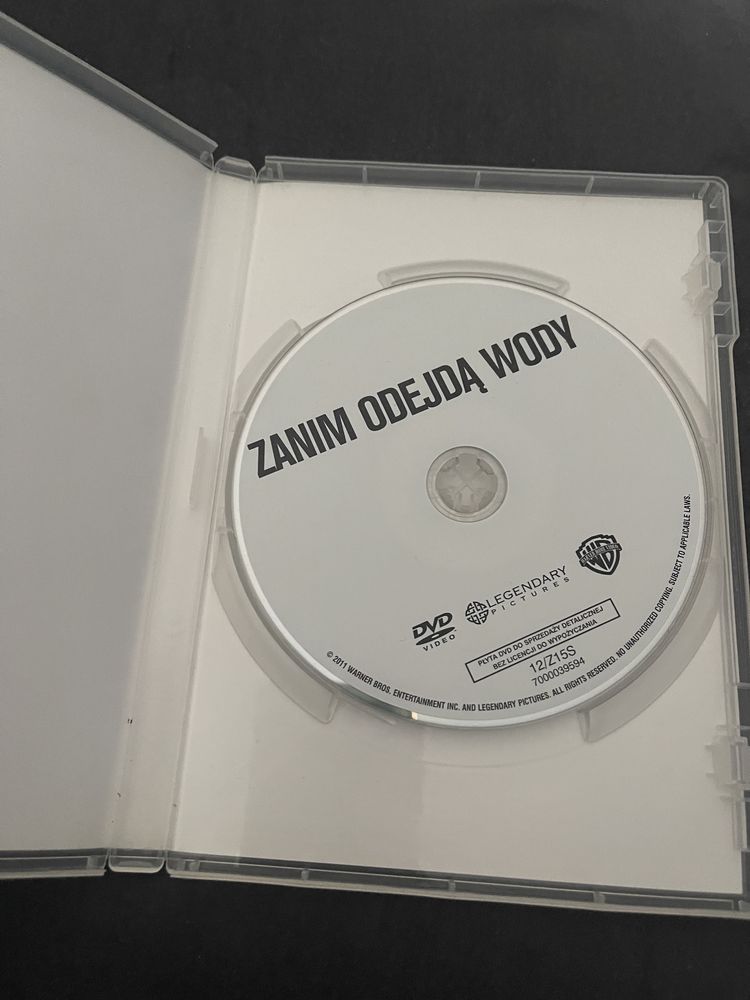 ZANIM ODEJDĄ WODY
DVD
VIDEO
LEGENDARY
PICTURES
WB
PŁYTA DVD DO SPRZEDAŻY DETALICZNEJ
BEZ LICENCJI DO WYPOŻYCZANIA
12/Z15S
7000039594
© 2011 WARNER BROS. ENTERTAINMENT INC. AND LEGENDARY PICTURES. ALL RIGHTS RESERVED. NO UNAUTHORIZED COPYING. SUBJECT TO APPLICABLE LAWS.